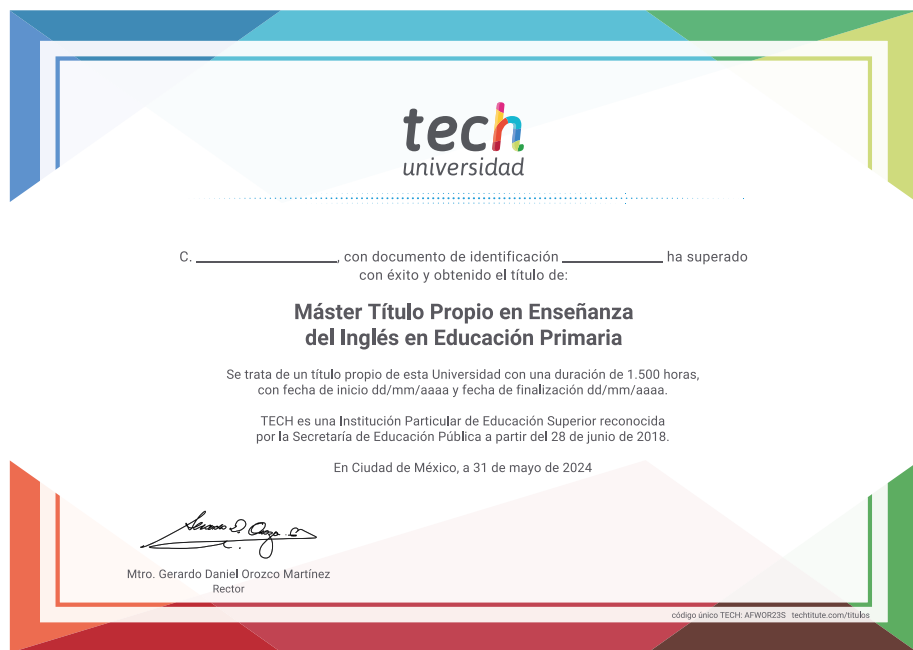 tech
universidad
C. ____________________, con documento de identificación ______________ ha superado
con éxito y obtenido el título de:
Máster Título Propio en Enseñanza
del Inglés en Educación Primaria
Se trata de un título propio de esta Universidad con una duración de 1.500 horas,
con fecha de inicio dd/mm/aaaa y fecha de finalización dd/mm/aaaa.
TECH es una Institución Particular de Educación Superior reconocida
por la Secretaría de Educación Pública a partir del 28 de junio de 2018.
En Ciudad de México, a 31 de mayo de 2024
Mtro. Gerardo Daniel Orozco Martínez
Rector
código único TECH: AFWOR23S techtitute.com/titulos